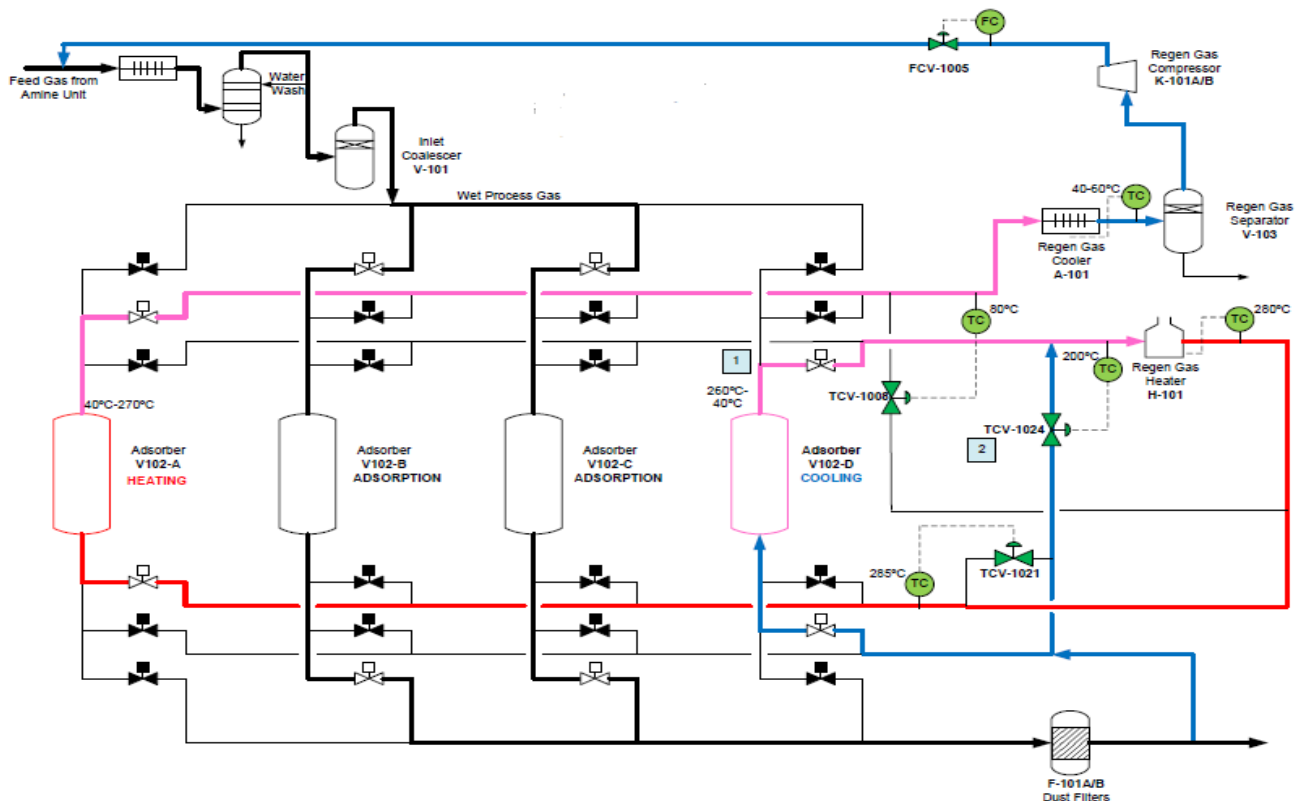 FC
Feed Gas from
Amine Unit
Water
Wash
FCV-1005
Regen Gas
Compressor
K-101A/B
Inlet
Coalescer
V-101
Wet Process Gas
40-60ºC
TC
Regen Gas
Cooler
A-101
Regen Gas
Separator
V-103
80ºC
TC
280ºC
TC
200ºC
TC
Regen Gas
Heater
H-101
1
TCV-1008
TCV-1024
2
40ºC-270ºC
260ºC-
40ºC
Adsorber
V102-A
HEATING
Adsorber
V102-B
ADSORPTION
Adsorber
V102-C
ADSORPTION
Adsorber
V102-D
COOLING
285ºC
TC
TCV-1021
F-101A/B
Dust Filters